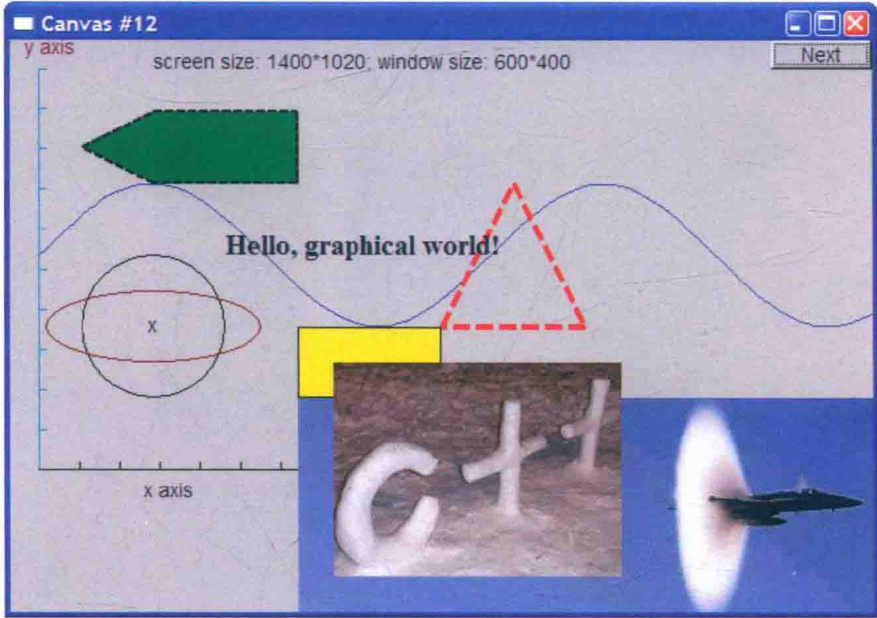 Canvas #12
y axis
screen size: 1400*1020; window size: 600*400
Next
Hello, graphical world!
x
x axis
C++